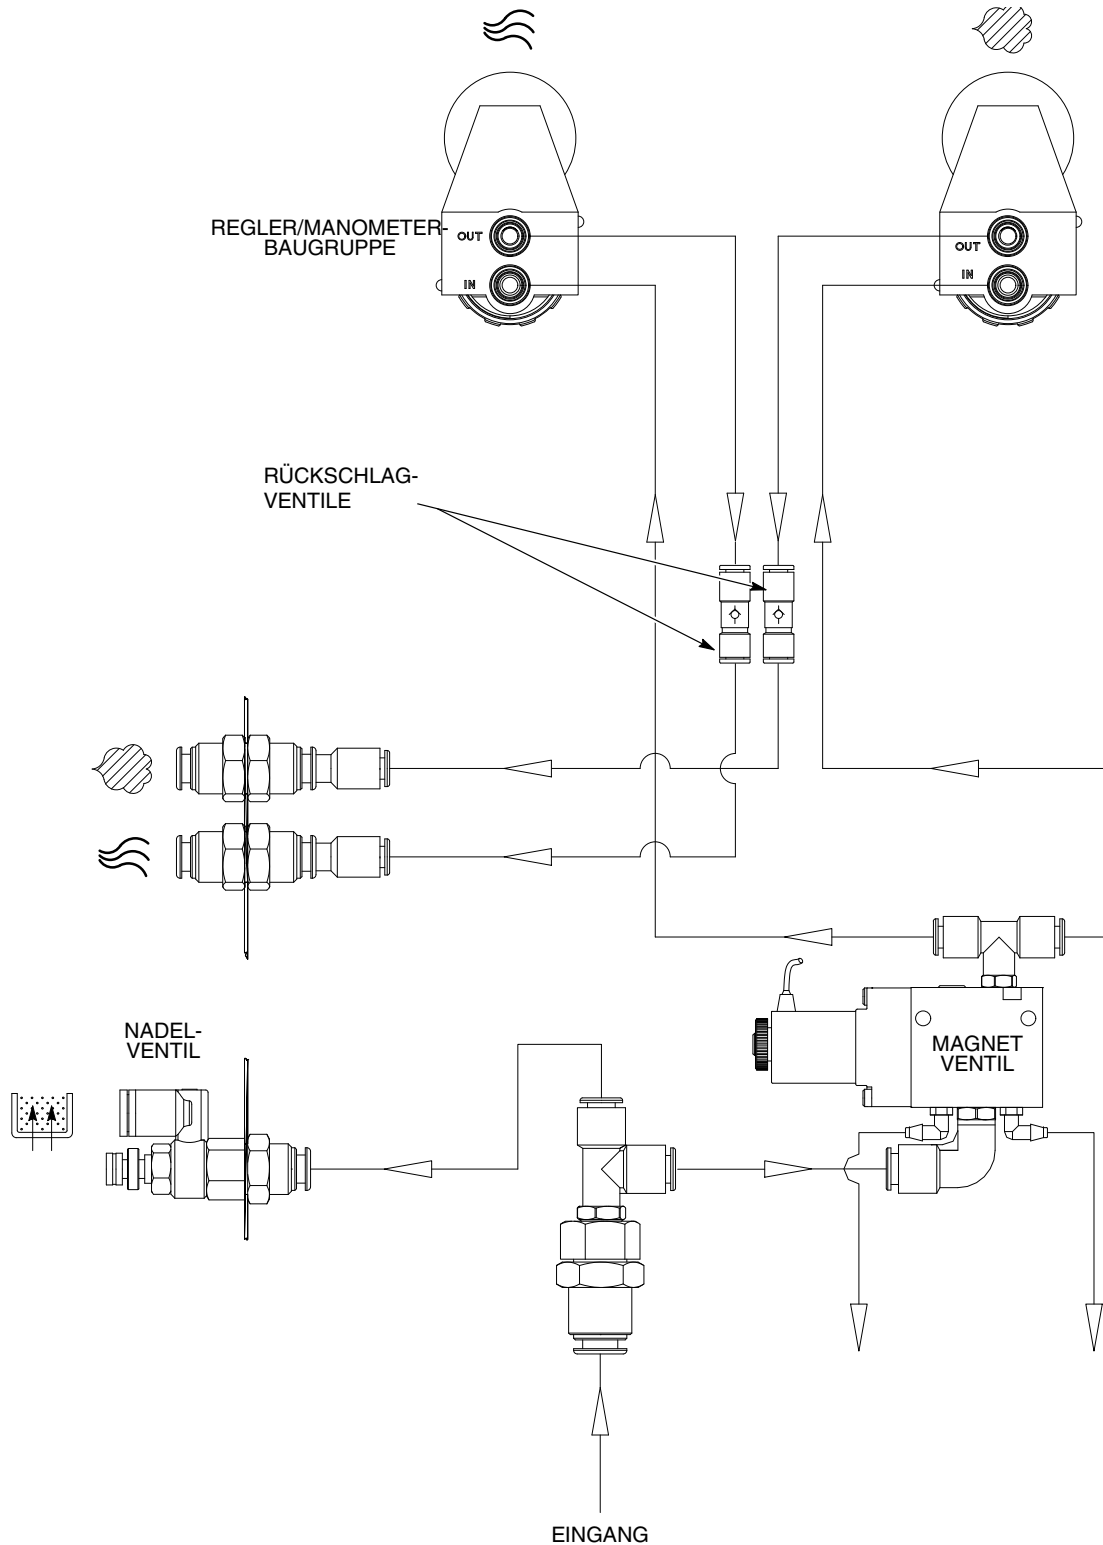 REGLER/MANOMETER-
BAUGRUPPE
OUT
IN
OUT
IN
RÜCKSCHLAG-
VENTILE
NADEL-
VENTIL
MAGNET
VENTIL
EINGANG